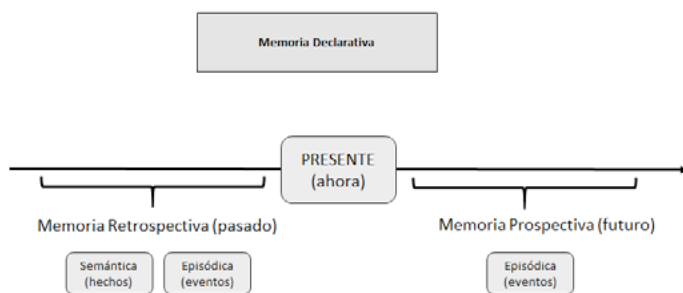 Memoria Declarativa
PRESENTE
(ahora)
Memoria Retrospectiva (pasado)
Memoria Prospectiva (futuro)
Semántica
(hechos)
Episódica
(eventos)
Episódica
(eventos)